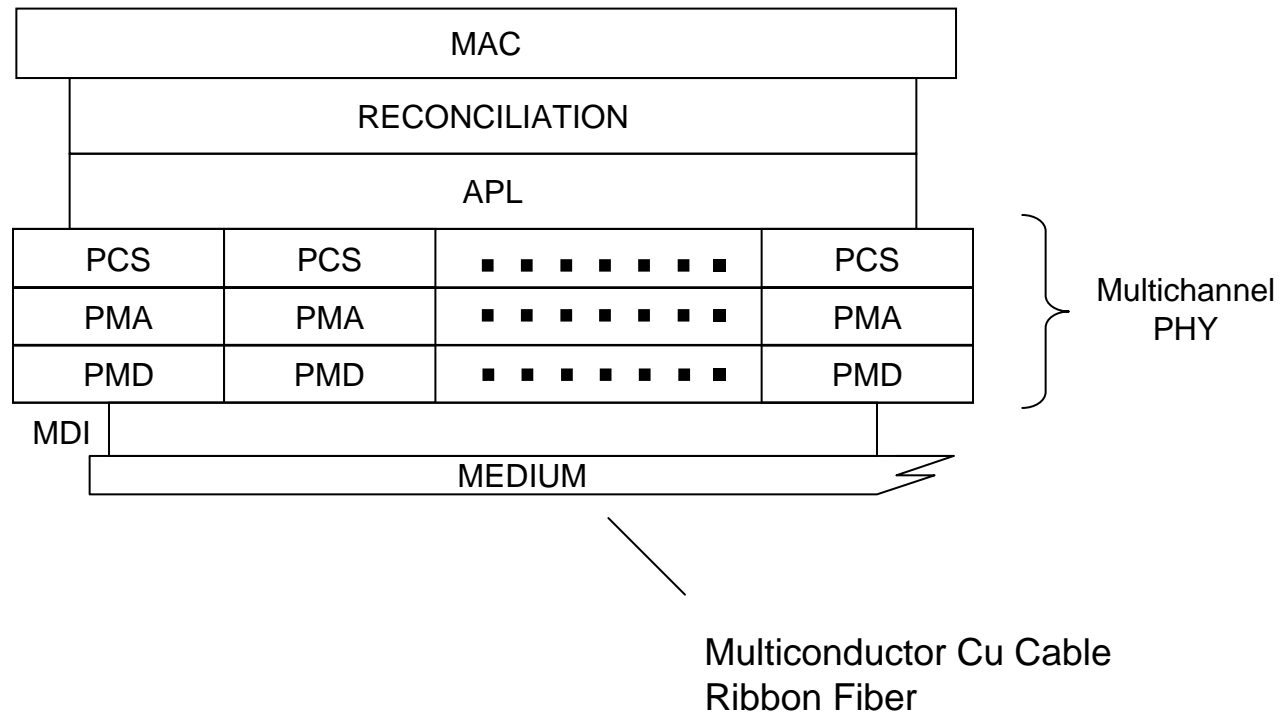 MAC
RECONCILIATION
APL
PCS PCS PCS
PMA PMA PMA
PMD PMD PMD
Multichannel
PHY
MDI
MEDIUM
Multiconductor Cu Cable
Ribbon Fiber